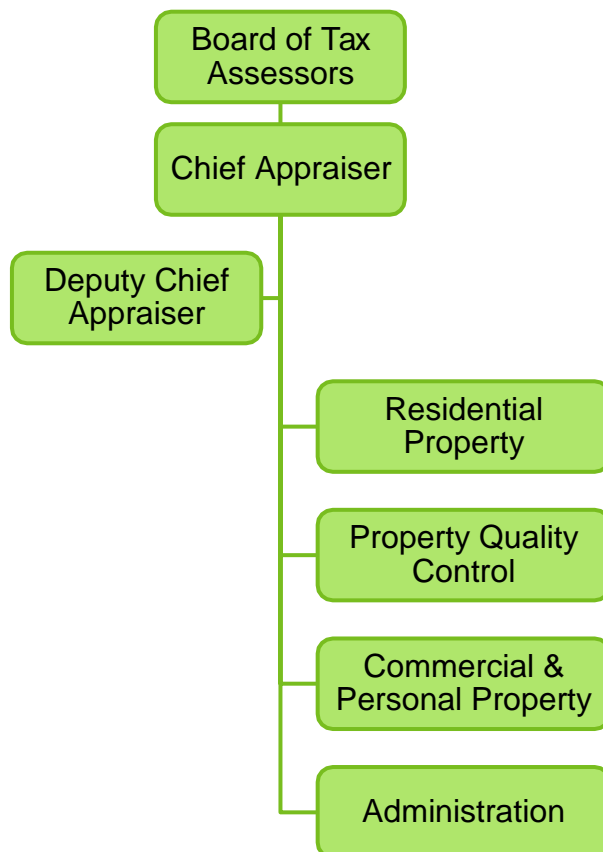 Board of Tax
Assessors
Chief Appraiser
Deputy Chief
Appraiser
Residential
Property
Property Quality
Control
Commercial &
Personal Property
Administration